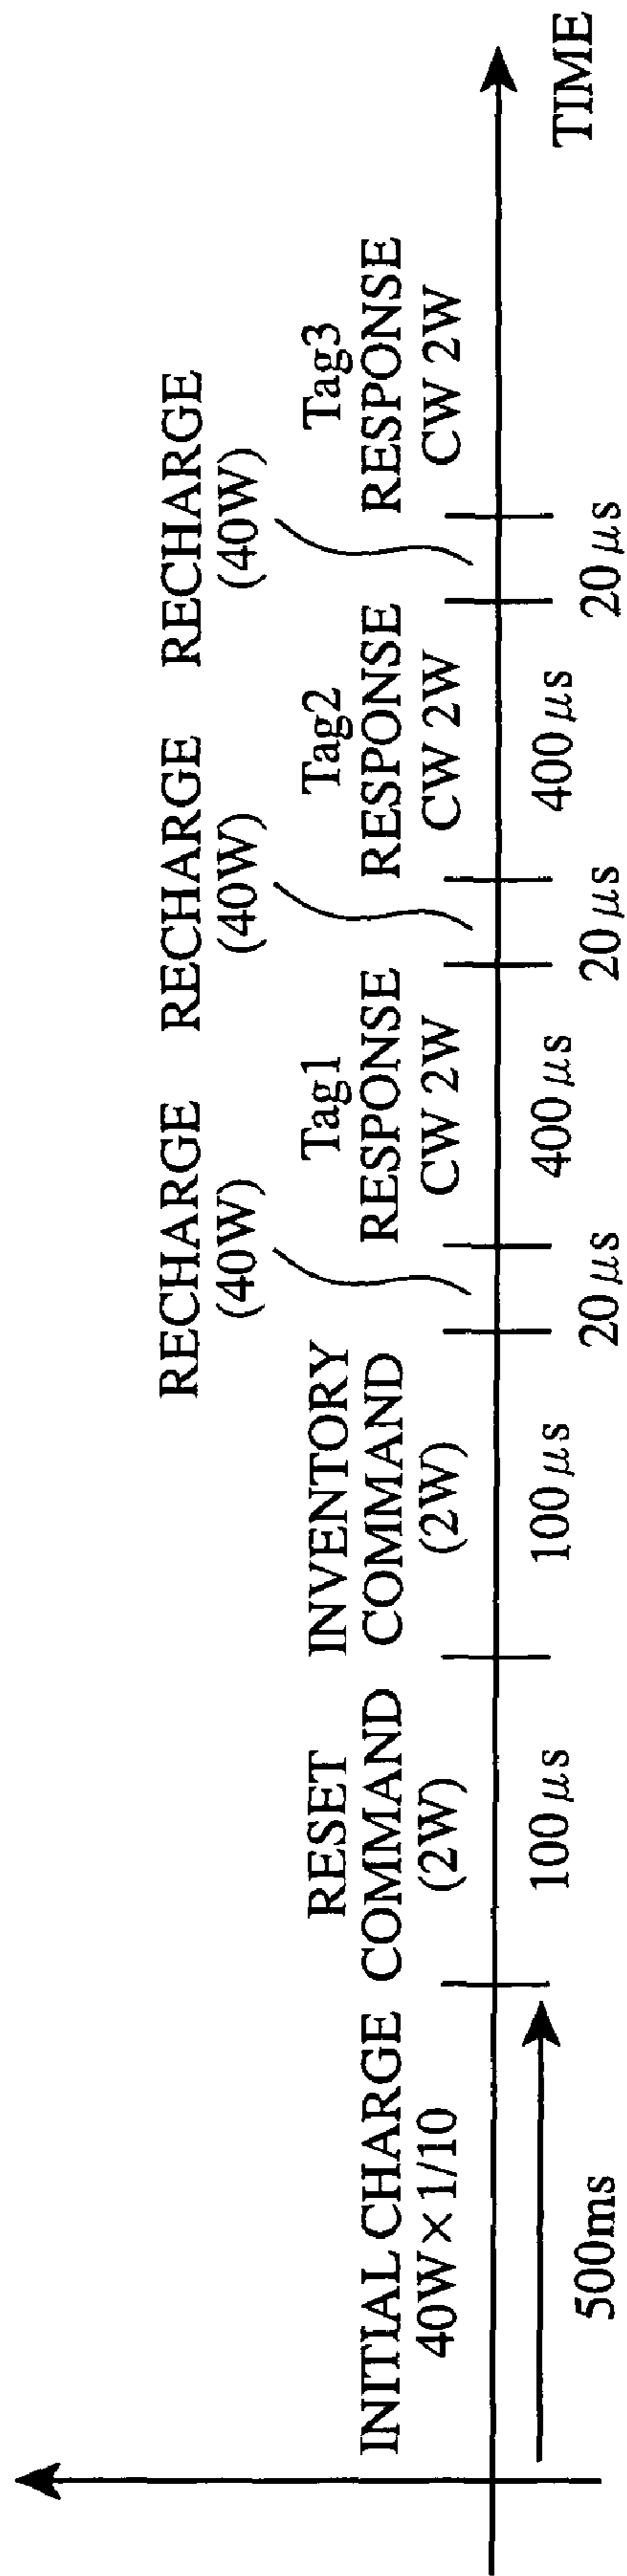 RECHARGE
(40W)
RECHARGE
(40W)
RECHARGE
(40W)
INITIAL CHARGE
40W × 1/10
RESET
COMMAND
(2W)
INVENTORY
COMMAND
(2W)
Tag1
RESPONSE
CW 2W
Tag2
RESPONSE
CW 2W
Tag3
RESPONSE
CW 2W
500ms
100 μs
100 μs
20 μs
400 μs
20 μs
400 μs
20 μs
TIME